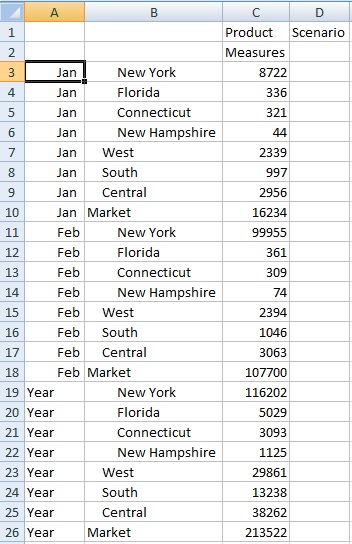 A B C D
1 Product Scenario
2 Measures
3 Jan New York 8722
4 Jan Florida 336
5 Jan Connecticut 321
6 Jan New Hampshire 44
7 Jan West 2339
8 Jan South 997
9 Jan Central 2956
10 Jan Market 16234
11 Feb New York 99955
12 Feb Florida 361
13 Feb Connecticut 309
14 Feb New Hampshire 74
15 Feb West 2394
16 Feb South 1046
17 Feb Central 3063
18 Feb Market 107700
19 Year New York 116202
20 Year Florida 5029
21 Year Connecticut 3093
22 Year New Hampshire 1125
23 Year West 29861
24 Year South 13238
25 Year Central 38262
26 Year Market 213522